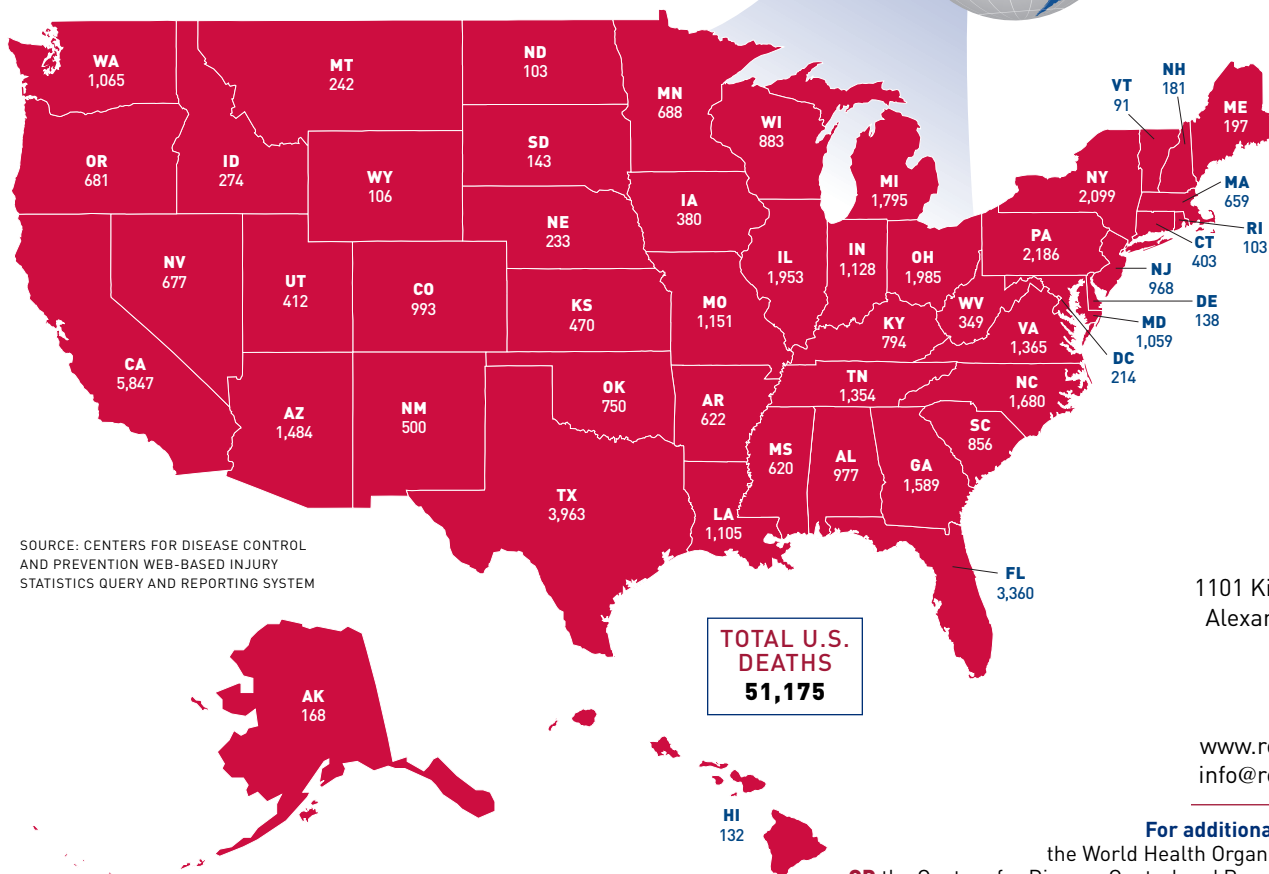 WA
1,065
MT
242
ND
103
MN
688
WI
883
MI
1,795
VT
91
NH
181
ME
197
OR
681
ID
274
WY
106
SD
143
IA
380
NE
233
NY
2,099
MA
659
RI
103
CT
403
PA
2,186
NJ
968
DE
138
MD
1,059
DC
214
NV
677
UT
412
CO
993
KS
470
MO
1,151
IL
1,953
IN
1,128
OH
1,985
WV
349
KY
794
VA
1,365
CA
5,847
AZ
1,484
NM
500
OK
750
AR
622
TN
1,354
NC
1,680
SC
856
MS
620
AL
977
GA
1,589
TX
3,963
LA
1,105
FL
3,360
SOURCE: CENTERS FOR DISEASE CONTROL
AND PREVENTION WEB-BASED INJURY
STATISTICS QUERY AND REPORTING SYSTEM
TOTAL U.S.
DEATHS
51,175
AK
168
HI
132
1101 Ki
Alexan
www.r
info@r
For additiona
the World Health Organ